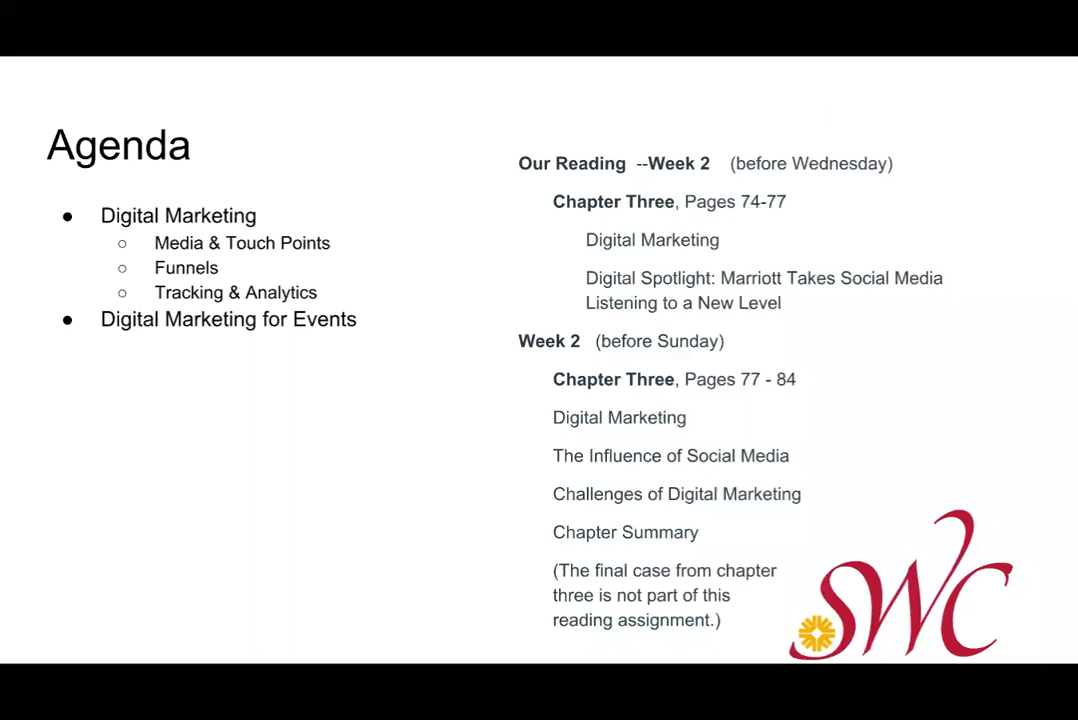 Agenda
● Digital Marketing
○ Media & Touch Points
○ Funnels
○ Tracking & Analytics
● Digital Marketing for Events
Our Reading --Week 2 (before Wednesday)
Chapter Three, Pages 74-77
Digital Marketing
Digital Spotlight: Marriott Takes Social Media
Listening to a New Level
Week 2 (before Sunday)
Chapter Three, Pages 77 - 84
Digital Marketing
The Influence of Social Media
Challenges of Digital Marketing
Chapter Summary
(The final case from chapter
three is not part of this
reading assignment.)
SWC